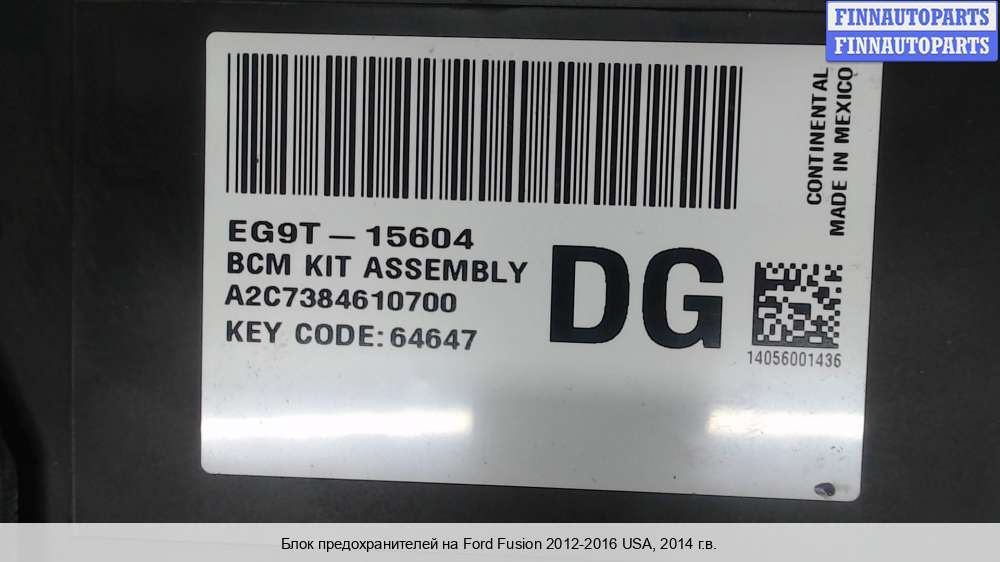 FINNAUTOPARTS
FINNAUTOPARTS
CONTINENTAL
MADE IN MEXICO
EG9T – 15604
BCM KIT ASSEMBLY
A2C7384610700
KEY CODE: 64647
DG
14056001436
Блок предохранителей на Ford Fusion 2012-2016 USA, 2014 г.в.